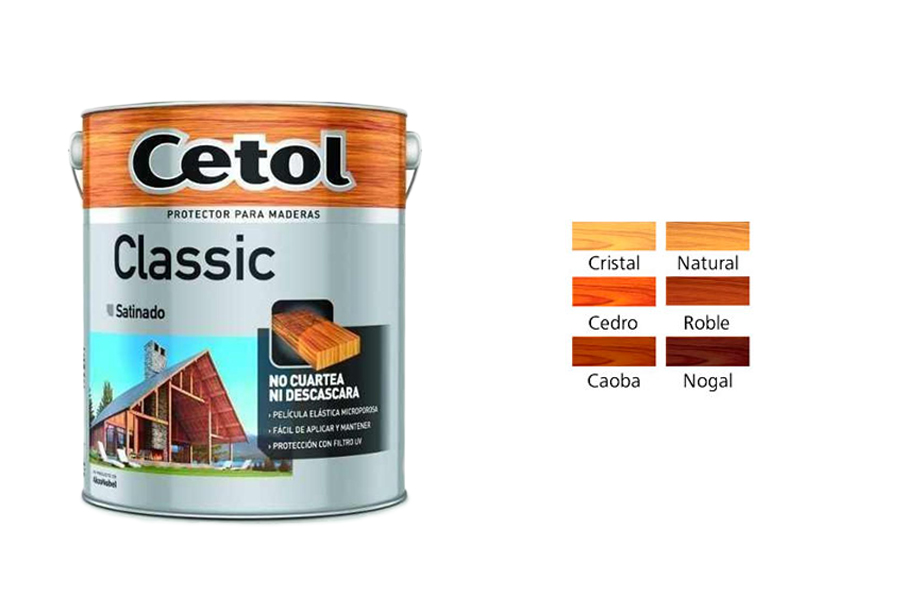 Cetol
PROTECTOR PARA MADERAS
Classic
Satinado
NO CUARTEA
NI DESCASCARA
› PELÍCULA ELÁSTICA MICROPOROSA
› FÁCIL DE APLICAR Y MANTENER
› PROTECCIÓN CON FILTRO UV
AkzoNobel
Cristal Natural
Cedro Roble
Caoba Nogal